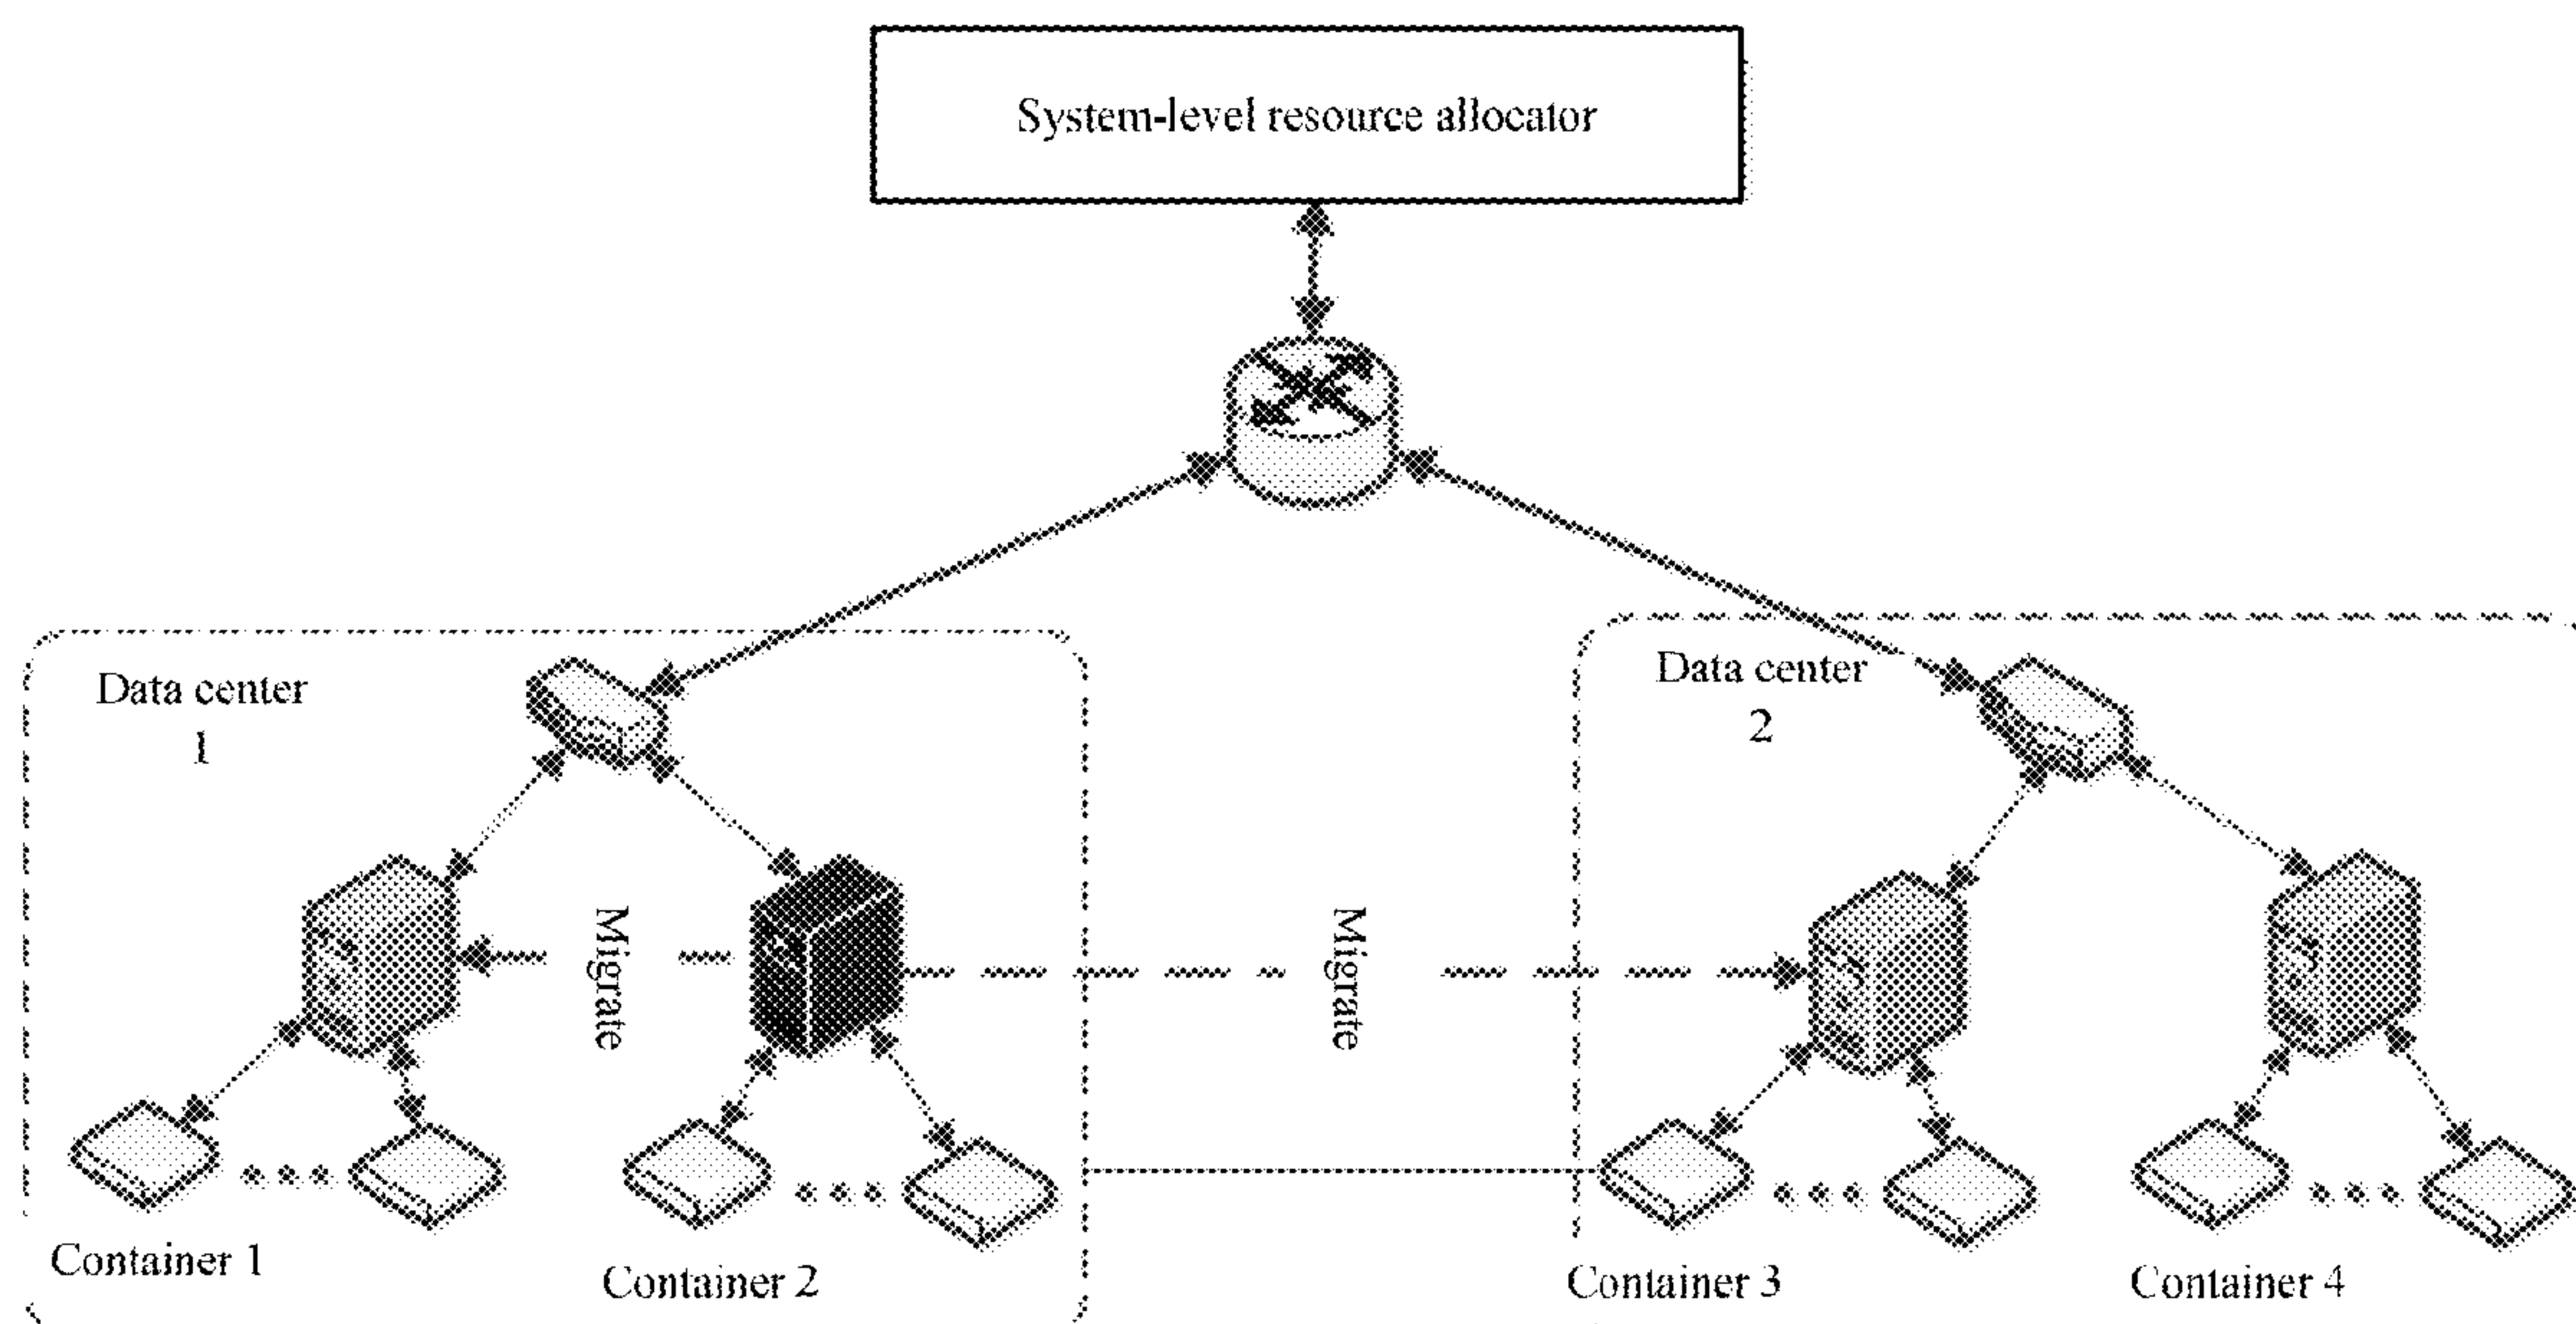 System-level resource allocator
Data center
1
Data center
2
Migrate
Migrate
Container 1
Container 2
Container 3
Container 4